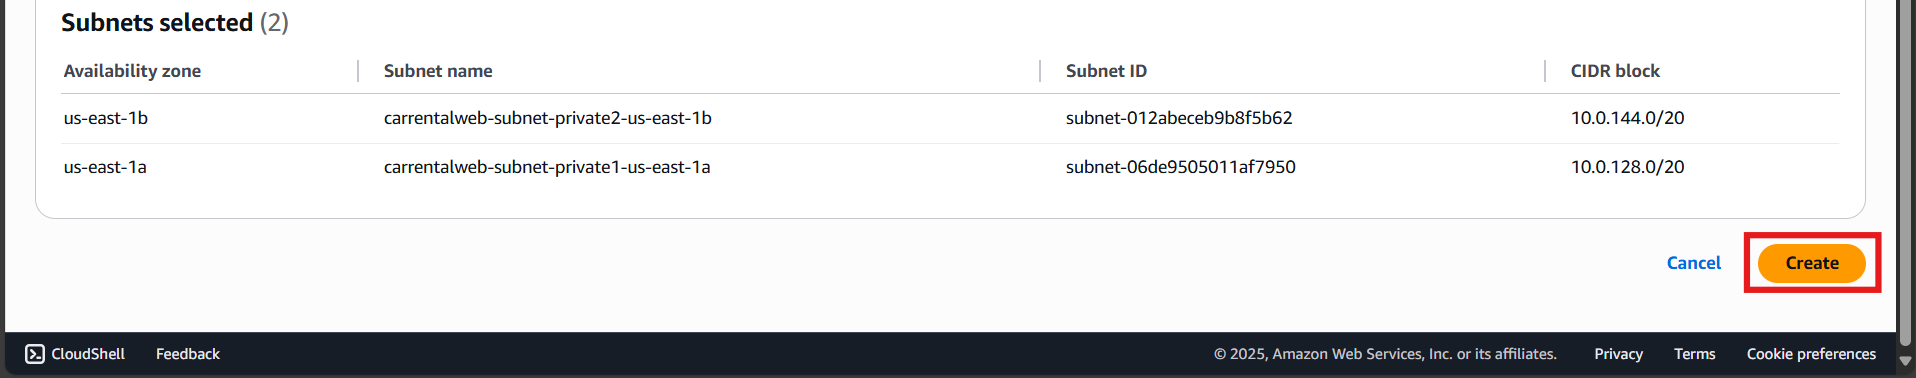 Subnets selected (2)
Availability zone Subnet name Subnet ID CIDR block
us-east-1b carrentalweb-subnet-private2-us-east-1b subnet-012abeceb9b8f5b62 10.0.144.0/20
us-east-1a carrentalweb-subnet-private1-us-east-1a subnet-06de9505011af7950 10.0.128.0/20
Cancel Create
CloudShell Feedback © 2025, Amazon Web Services, Inc. or its affiliates. Privacy Terms Cookie preferences